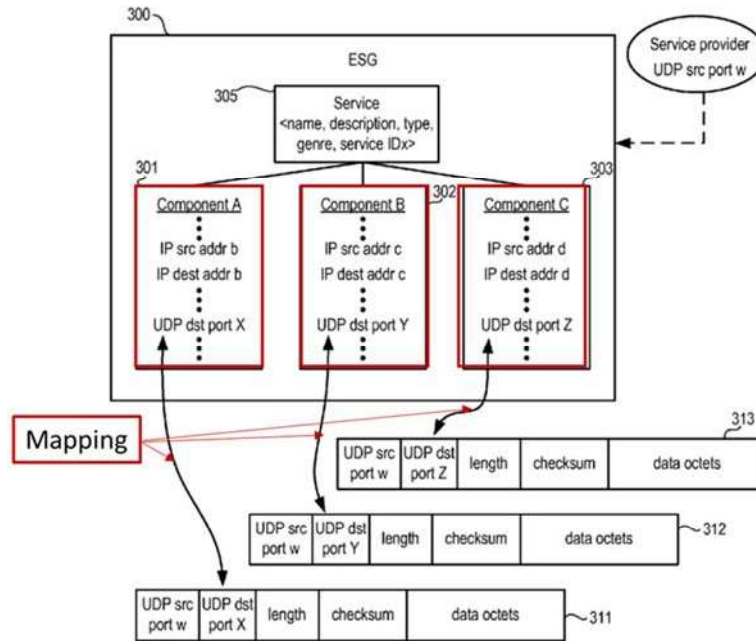 300
ESG
Service provider
UDP src port w
305
Service
<name, description, type,
genre, service IDx>
301
302
303
Component A
IP src addr b
IP dest addr b
UDP dst port X
Component B
IP src addr c
IP dest addr c
UDP dst port Y
Component C
IP src addr d
IP dest addr d
UDP dst port Z
Mapping
313
UDP src
port w
UDP dst
port Z
length
checksum
data octets
UDP src
port w
UDP dst
port Y
length
checksum
data octets
312
UDP src
port w
UDP dst
port X
length
checksum
data octets
311